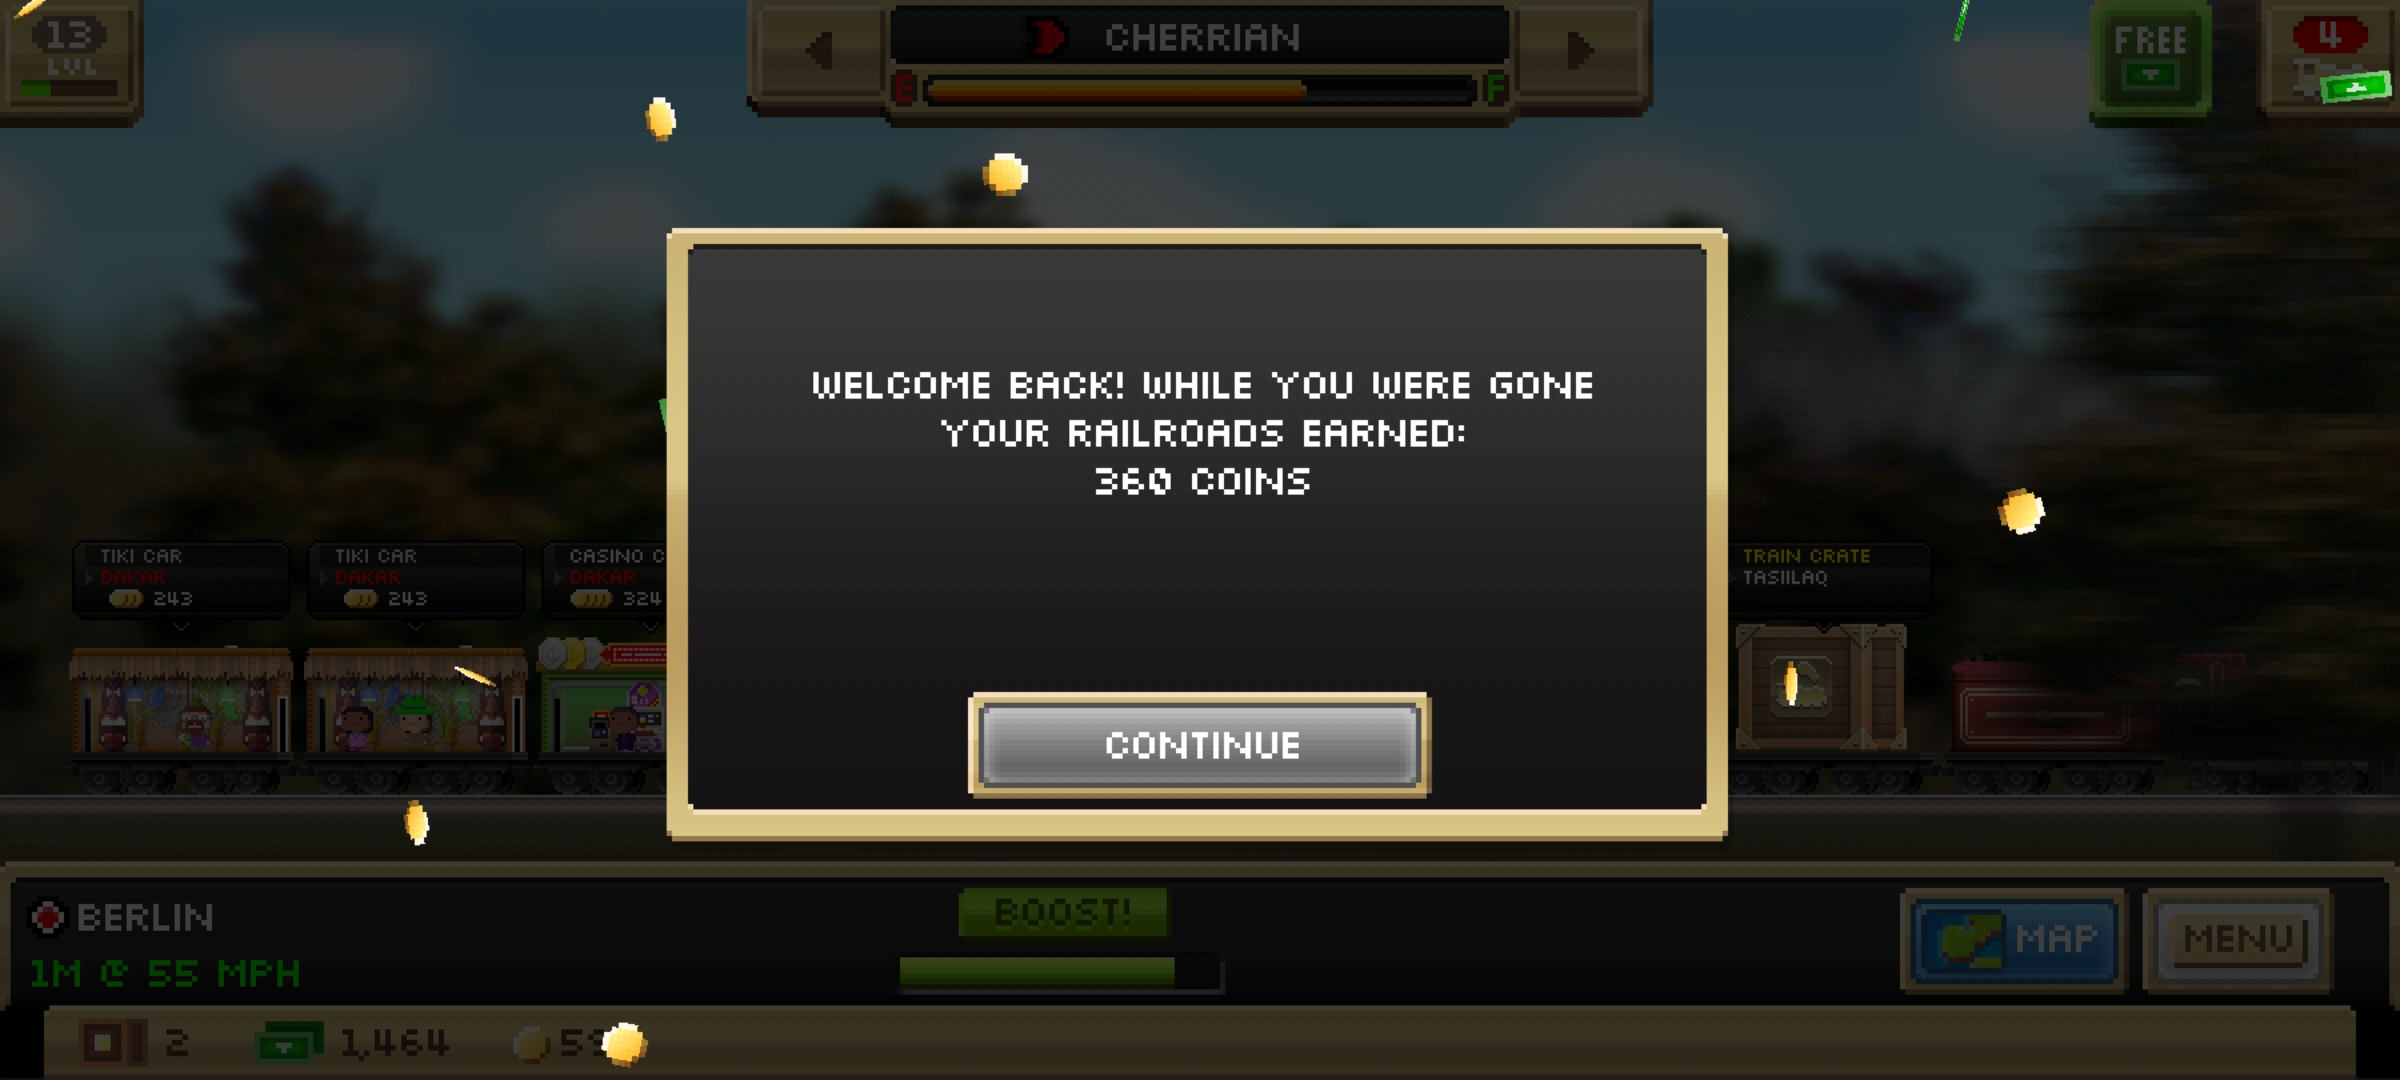 13
LVL
CHERRIAN
E
F
FREE
4
WELCOME BACK! WHILE YOU WERE GONE
YOUR RAILROADS EARNED:
360 COINS
CONTINUE
TIKI CAR
DAKAR
243
TIKI CAR
DAKAR
243
CASINO C
DAKAR
324
TRAIN CRATE
TASIILAQ
BERLIN
1M @ 55 MPH
BOOST!
MAP
MENU
2
1,464